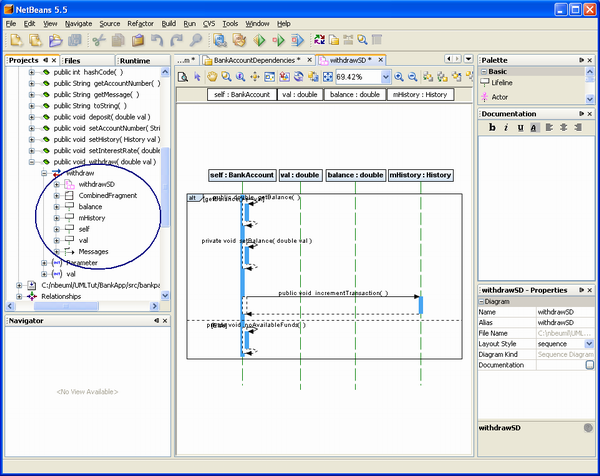 NetBeans 5.5
File Edit View Navigate Source Refactor Build Run CVS Tools Window Help
Projects Files Runtime
public int hashCode( )
public String getAccountNumber( )
public String getMessage( )
public String toString( )
public void deposit( double val )
public void setAccountNumber( Stri
public void setHistory( History val )
public void setInterestRate( double
public void withdraw( double val )
withdraw
withdrawSD
CombinedFragment
balance
mHistory
self
val
Messages
Parameter
val
C:/nbeuml/UMLTut/BankApp/src/bankpa
Relationships
Navigator
<No View Available>
...m * BankAccountDependencies * withdrawSD *
69.42%
self : BankAccount val : double balance : double mHistory : History
self : BankAccount val : double balance : double mHistory : History
alt
public double getBalance( )
private void setBalance( double val )
public void incrementTransaction( )
[Else]
Palette
Basic
Lifeline
Actor
Documentation
b i u a
withdrawSD - Properties
Diagram
Name withdrawSD
Alias withdrawSD
File Name C:\nbeuml\UML...
Layout Style sequence
Diagram Kind Sequence Diagram
Documentation
withdrawSD